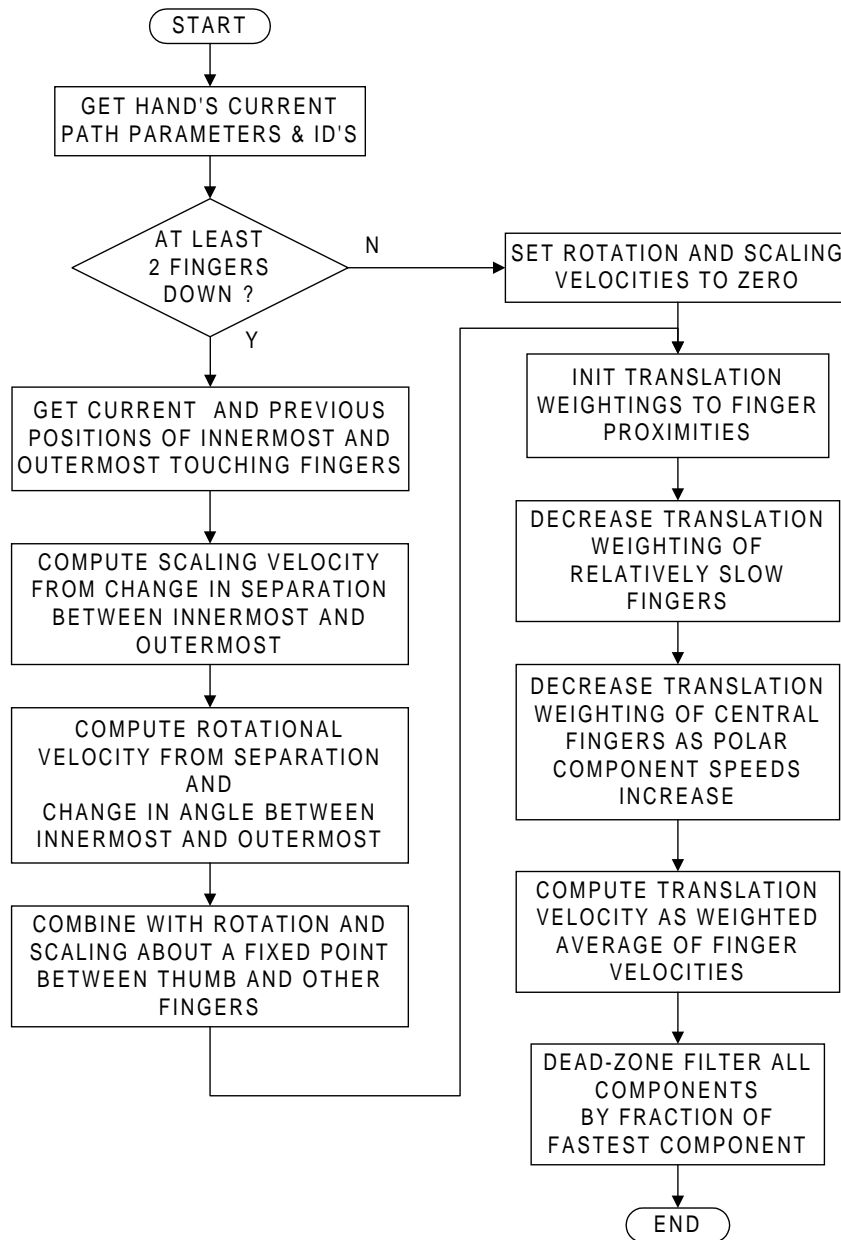 START
GET HAND'S CURRENT
PATH PARAMETERS & ID'S
AT LEAST
2 FINGERS
DOWN ?
N
Y
GET CURRENT AND PREVIOUS
POSITIONS OF INNERMOST AND
OUTERMOST TOUCHING FINGERS
COMPUTE SCALING VELOCITY
FROM CHANGE IN SEPARATION
BETWEEN INNERMOST AND
OUTERMOST
COMPUTE ROTATIONAL
VELOCITY FROM SEPARATION
AND
CHANGE IN ANGLE BETWEEN
INNERMOST AND OUTERMOST
COMBINE WITH ROTATION AND
SCALING ABOUT A FIXED POINT
BETWEEN THUMB AND OTHER
FINGERS
SET ROTATION AND SCALING
VELOCITIES TO ZERO
INIT TRANSLATION
WEIGHTINGS TO FINGER
PROXIMITIES
DECREASE TRANSLATION
WEIGHTING OF
RELATIVELY SLOW
FINGERS
DECREASE TRANSLATION
WEIGHTING OF CENTRAL
FINGERS AS POLAR
COMPONENT SPEEDS
INCREASE
COMPUTE TRANSLATION
VELOCITY AS WEIGHTED
AVERAGE OF FINGER
VELOCITIES
DEAD-ZONE FILTER ALL
COMPONENTS
BY FRACTION OF
FASTEST COMPONENT
END